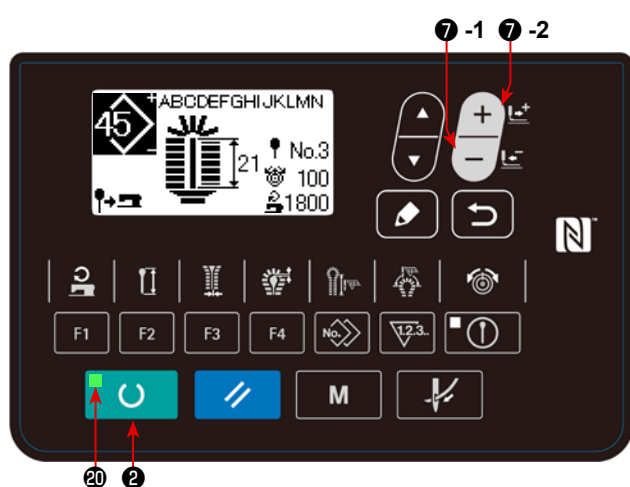 ❼ -1 ❼ -2
45
ABCDEFGHIJKLMN
21
No.3
100
1800
F1 F2 F3 F4 No. 1.2.3..
M
⓴ ❷